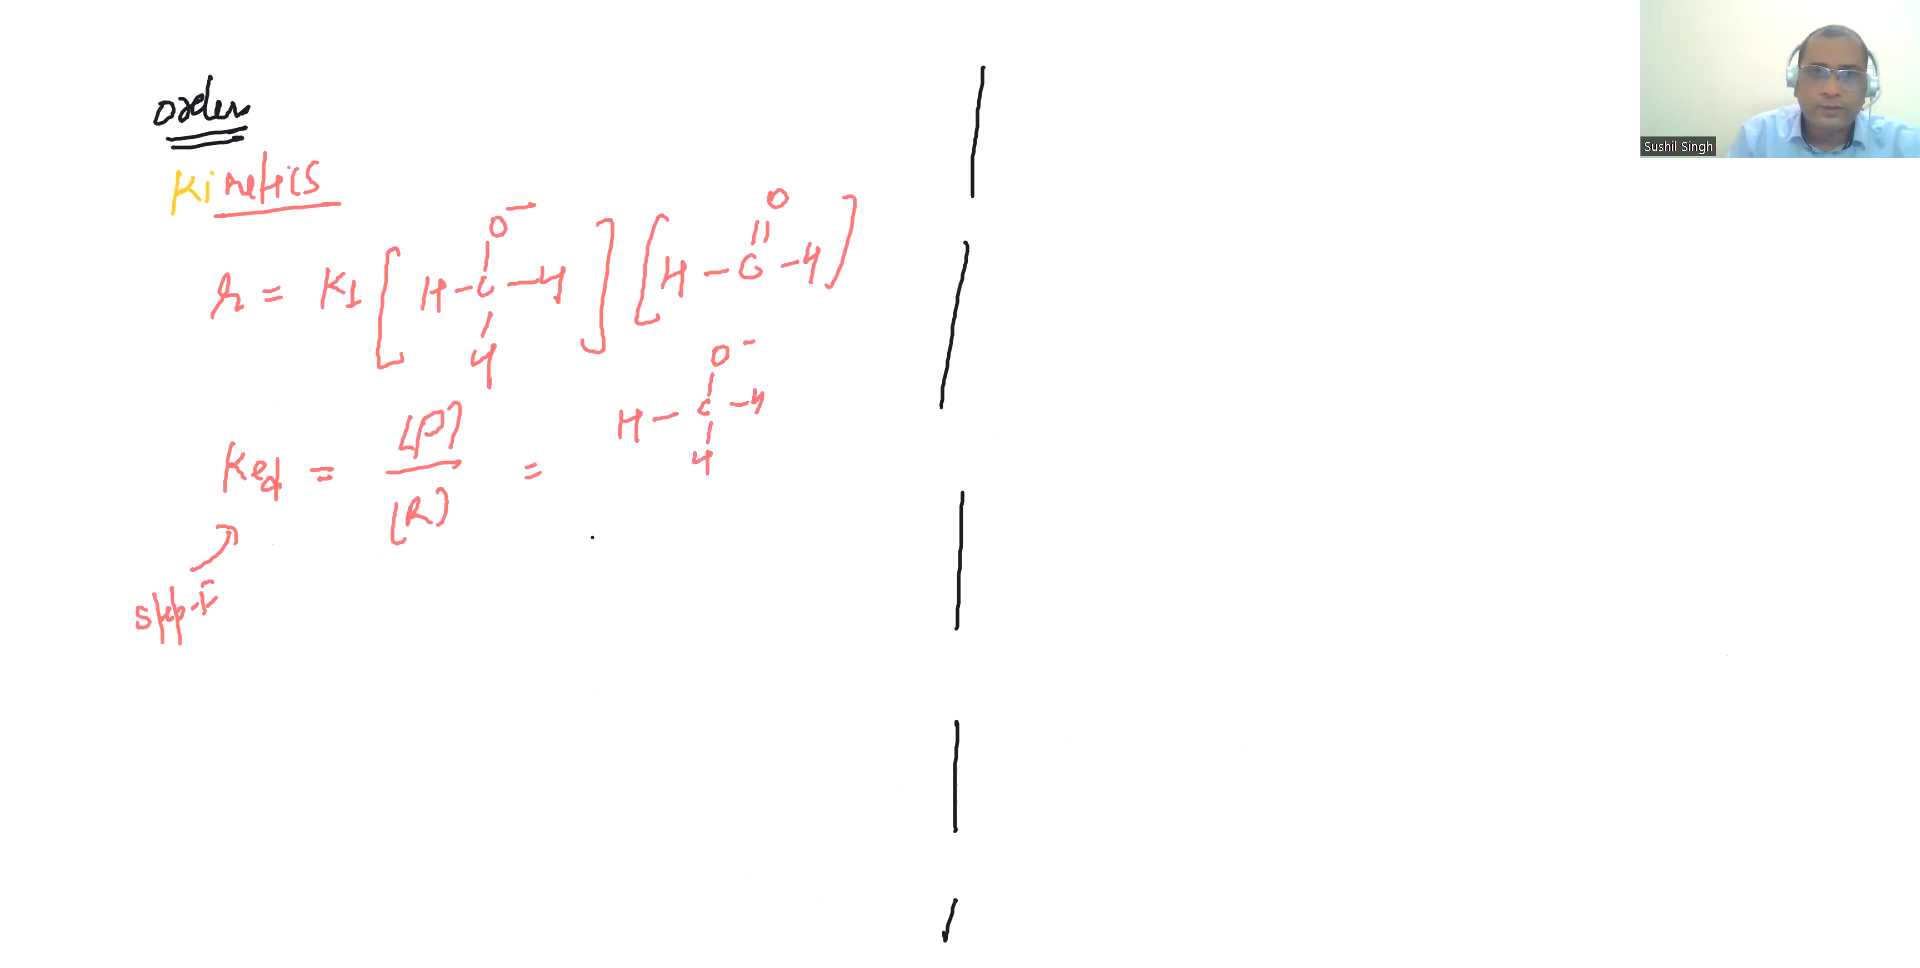 order
Kinetics
r = K1 [ H - C - H ] [ H - C - H ]
O⁻
H
O
Keq = [P] / [R] =
O⁻
H - C - H
H
step-I
Sushil Singh